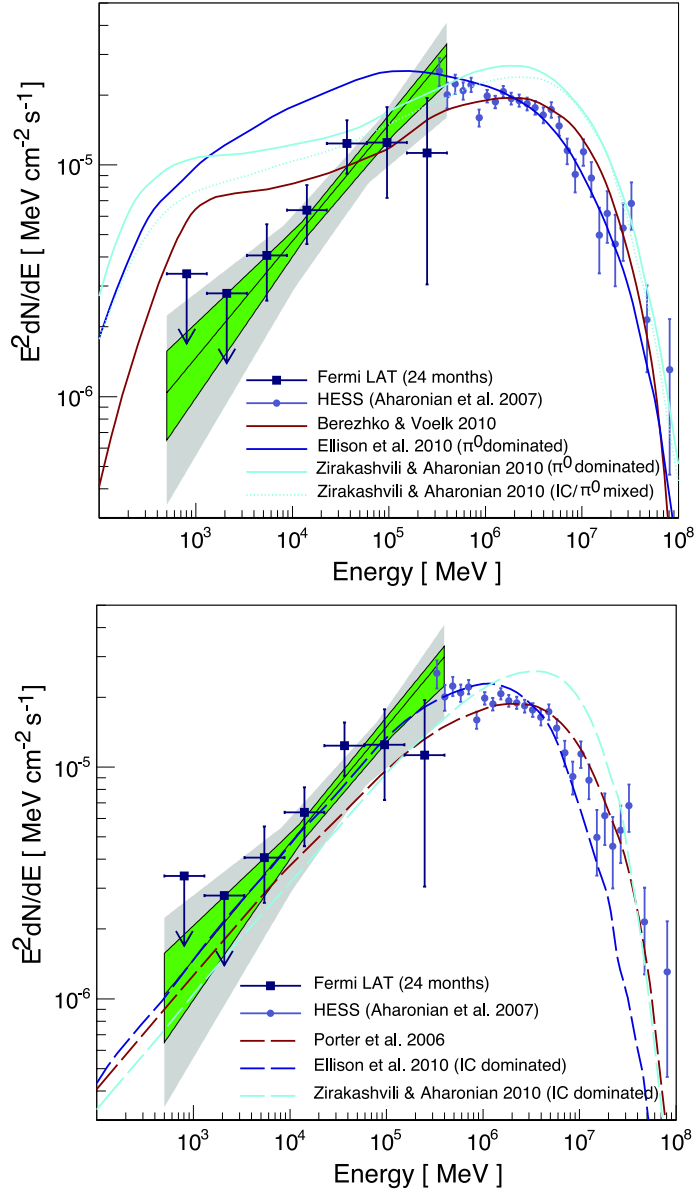 E²dN/dE [ MeV cm⁻² s⁻¹]
10⁻⁵
10⁻⁶
Fermi LAT (24 months)
HESS (Aharonian et al. 2007)
Berezhko & Voelk 2010
Ellison et al. 2010 (π⁰dominated)
Zirakashvili & Aharonian 2010 (π⁰ dominated)
Zirakashvili & Aharonian 2010 (IC/π⁰ mixed)
10³ 10⁴ 10⁵ 10⁶ 10⁷ 10⁸
Energy [ MeV ]
E²dN/dE [ MeV cm⁻² s⁻¹]
10⁻⁵
10⁻⁶
Fermi LAT (24 months)
HESS (Aharonian et al. 2007)
Porter et al. 2006
Ellison et al. 2010 (IC dominated)
Zirakashvili & Aharonian 2010 (IC dominated)
10³ 10⁴ 10⁵ 10⁶ 10⁷ 10⁸
Energy [ MeV ]